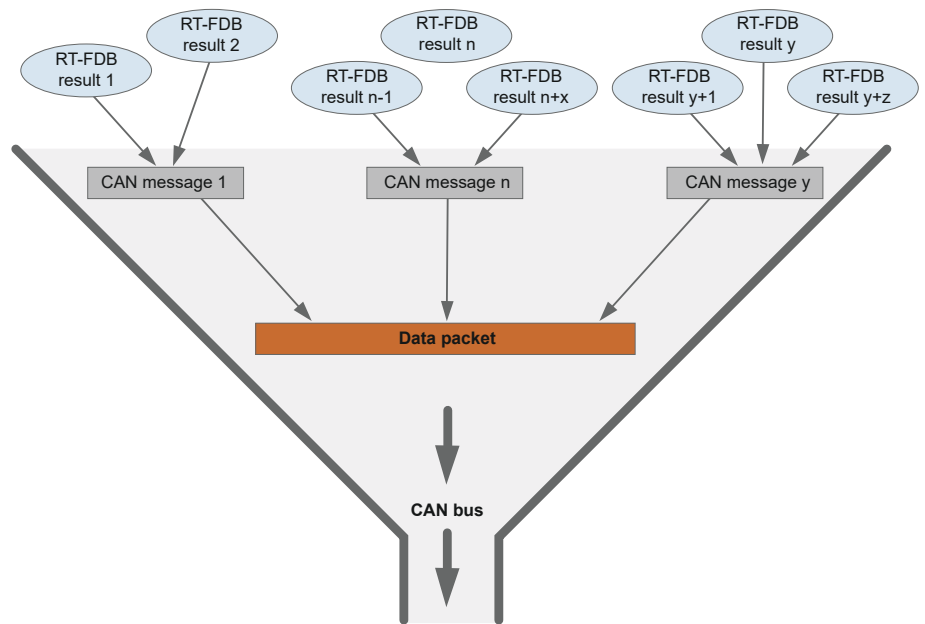 RT-FDB
result 1
RT-FDB
result 2
RT-FDB
result n
RT-FDB
result n-1
RT-FDB
result n+x
RT-FDB
result y
RT-FDB
result y+1
RT-FDB
result y+z
CAN message 1
CAN message n
CAN message y
Data packet
CAN bus